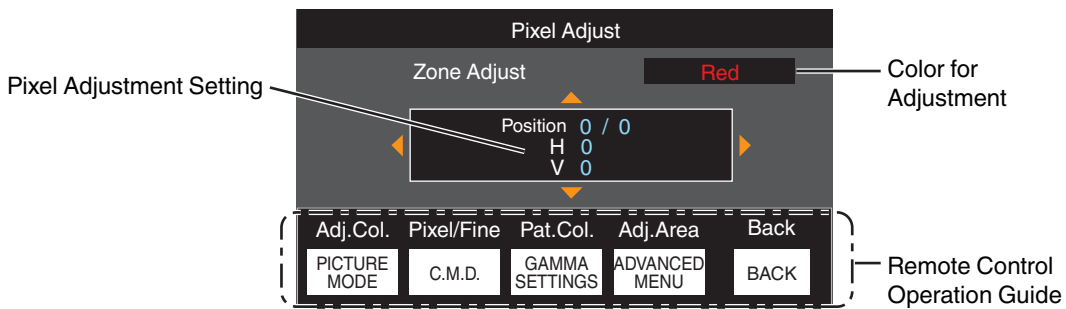 Pixel Adjust
Zone Adjust
Red
Color for
Adjustment
Pixel Adjustment Setting
Position 0 / 0
H 0
V 0
Adj.Col. Pixel/Fine Pat.Col. Adj.Area Back
PICTURE
MODE
C.M.D.
GAMMA
SETTINGS
ADVANCED
MENU
BACK
Remote Control
Operation Guide